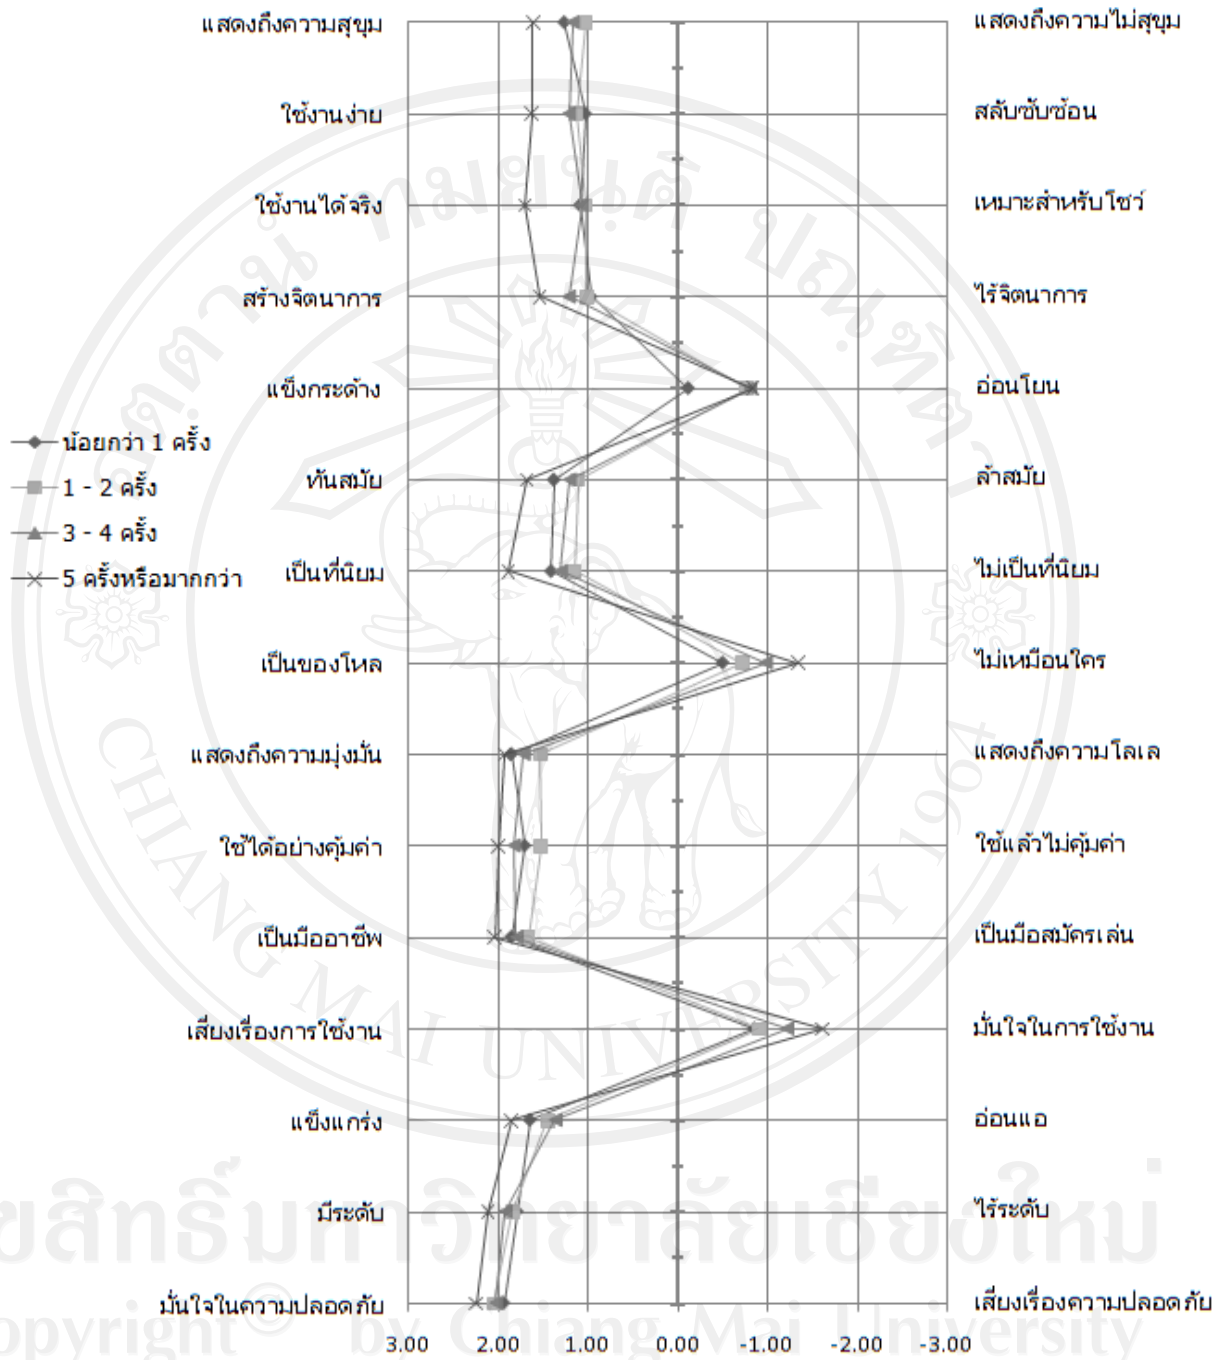 แสดงถึงความสุขุม แสดงถึงความไม่สุขุม
ใช้งานง่าย สลับซับซ้อน
ใช้งานได้จริง เหมาะสำหรับโชว์
สร้างจิตนาการ ไร้จิตนาการ
แข็งกระด้าง อ่อนโยน
น้อยกว่า 1 ครั้ง
ทันสมัย ล้าสมัย
1 - 2 ครั้ง
3 - 4 ครั้ง
เป็นที่นิยม ไม่เป็นที่นิยม
5 ครั้งหรือมากกว่า
เป็นของโหล ไม่เหมือนใคร
แสดงถึงความมุ่งมั่น แสดงถึงความโลเล
ใช้ได้อย่างคุ้มค่า ใช้แล้วไม่คุ้มค่า
เป็นมืออาชีพ เป็นมือสมัครเล่น
เสี่ยงเรื่องการใช้งาน มั่นใจในการใช้งาน
แข็งแกร่ง อ่อนแอ
มีระดับ ไร้ระดับ
มั่นใจในความปลอดภัย เสี่ยงเรื่องความปลอดภัย
3.00 2.00 1.00 0.00 -1.00 -2.00 -3.00
CHIANG MAI UNIVERSITY 1964
ขสิทธิ์มหาวิทยาลัยเชียงใหม่
opyright © by Chiang Mai University